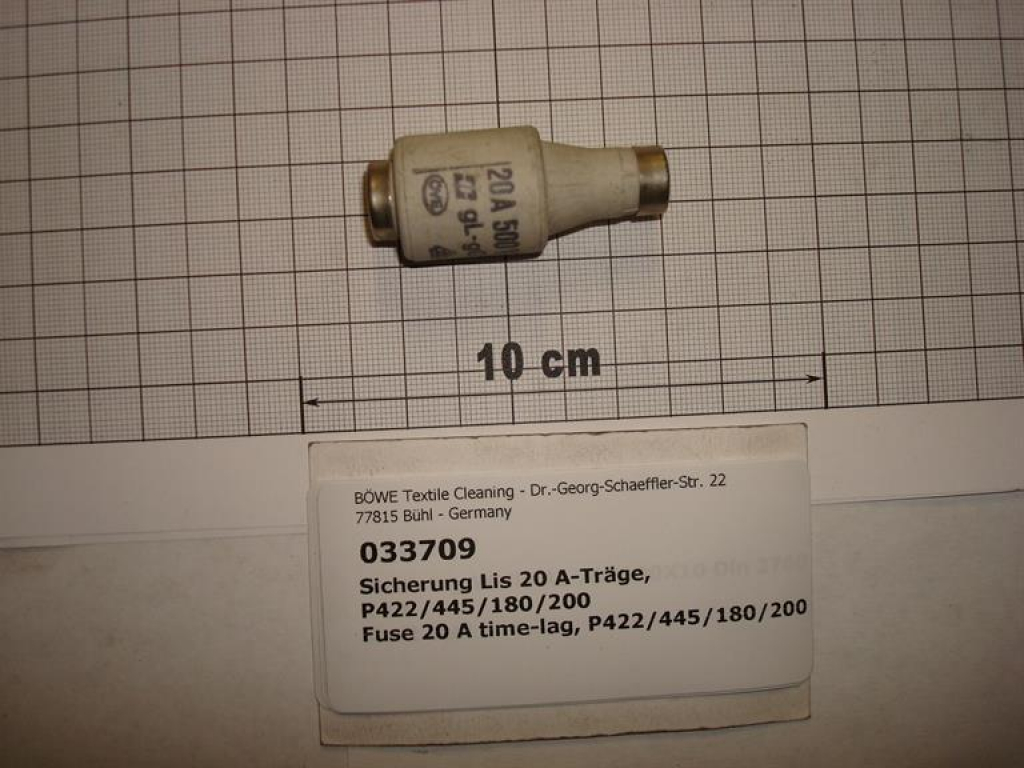 20A 500
gL-g
10 cm
BÖWE Textile Cleaning - Dr.-Georg-Schaeffler-Str. 22
77815 Bühl - Germany
033709
Sicherung Lis 20 A-Träge,
P422/445/180/200
Fuse 20 A time-lag, P422/445/180/200